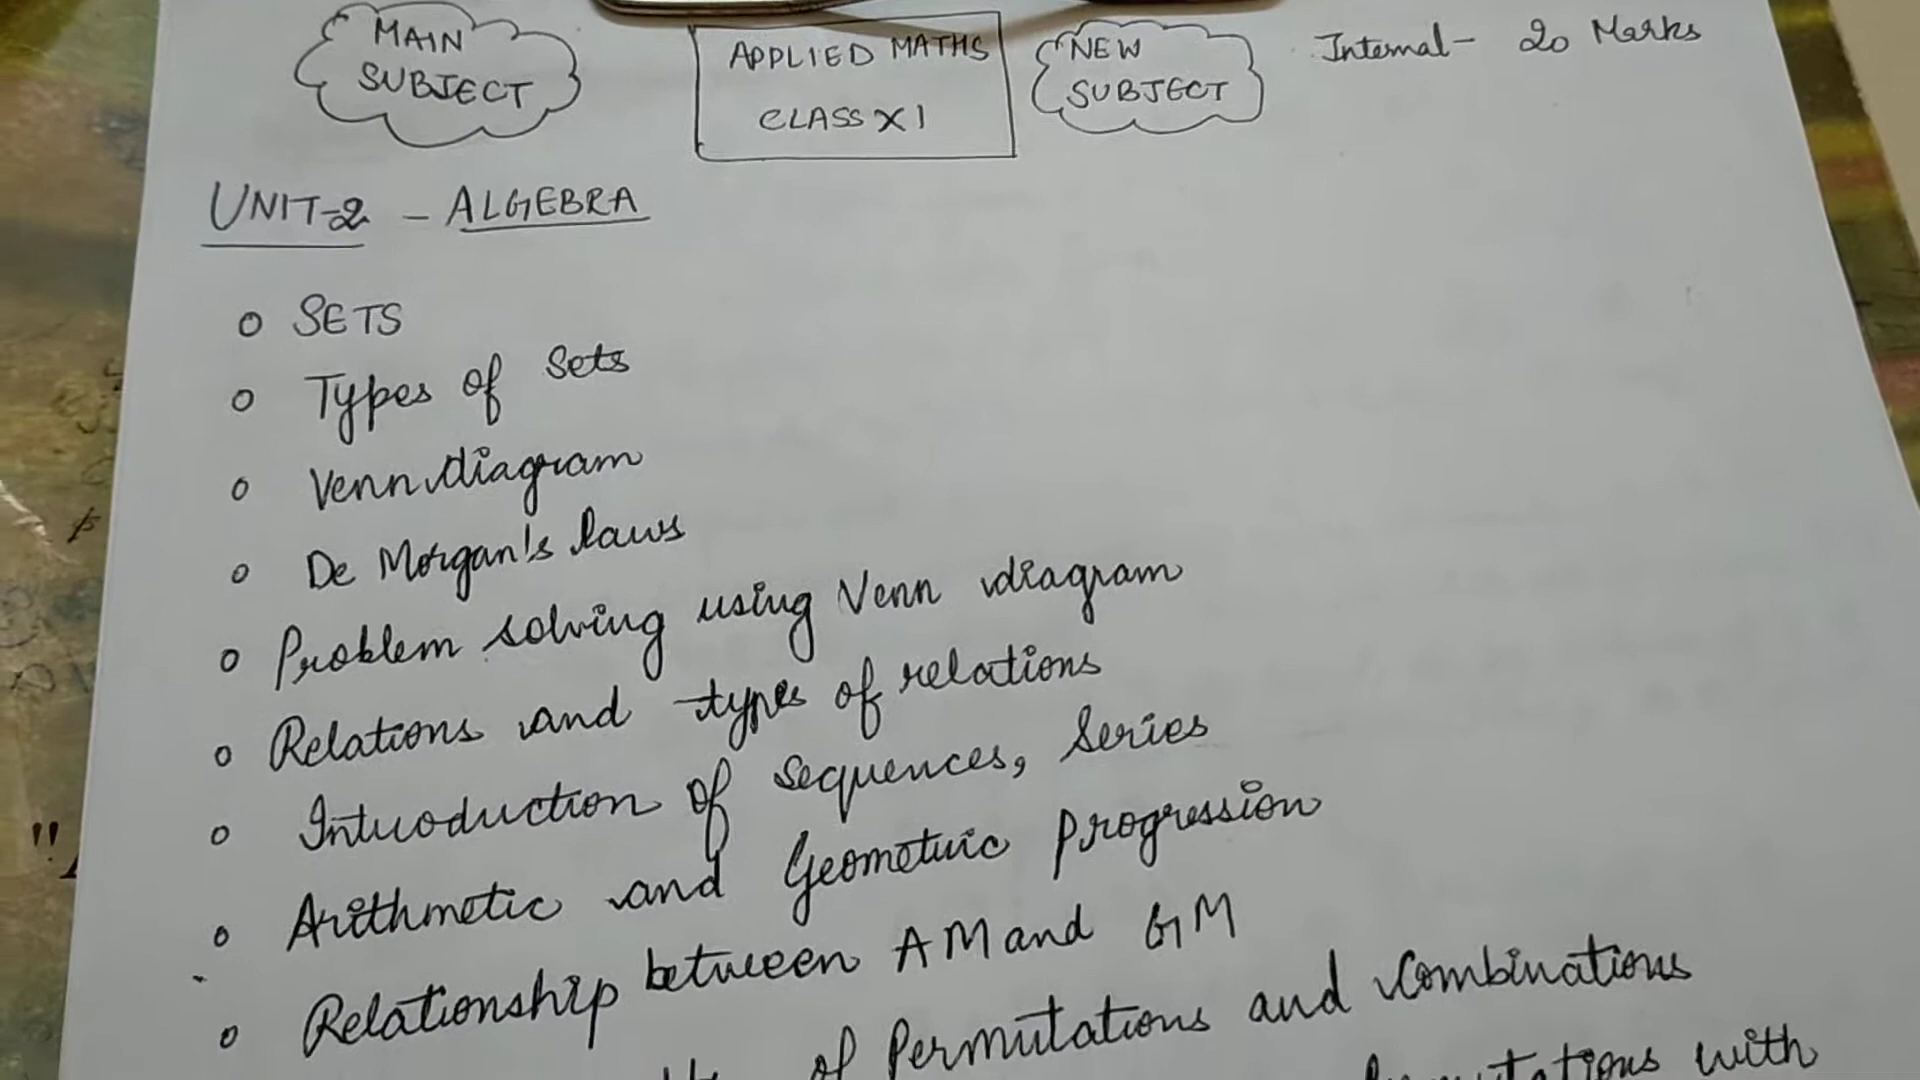 MAIN SUBJECT
APPLIED MATHS
CLASS XI
NEW SUBJECT
Internal - 20 Marks
UNIT-2 - ALGEBRA
o SETS
o Types of Sets
o Venn diagram
o De Morgan's laws
o Problem solving using Venn diagram
o Relations and types of relations
o Introduction of sequences, Series
o Arithmetic and Geometric progression
o Relationship between AM and GM
of Permutations and combinations
with